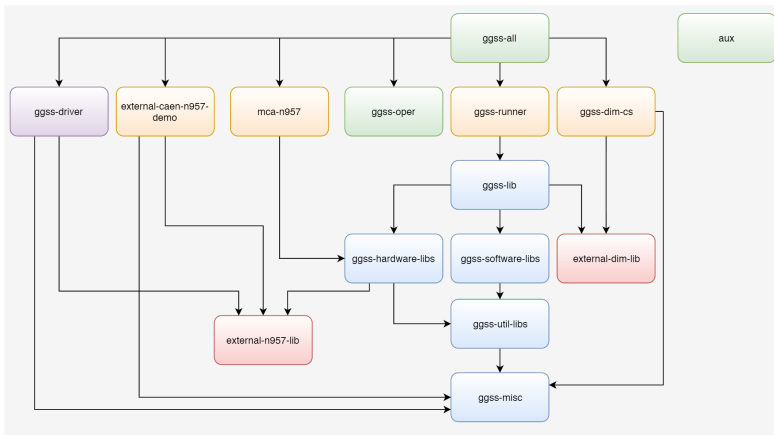 ggss-all
aux
ggss-driver
external-caen-n957-
demo
mca-n957
ggss-oper
ggss-runner
ggss-dim-cs
ggss-lib
ggss-hardware-libs
ggss-software-libs
external-dim-lib
ggss-util-libs
external-n957-lib
ggss-misc